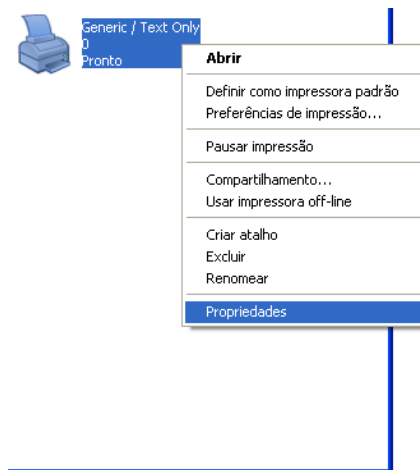 Generic / Text Only
0
Pronto
Abrir
Definir como impressora padrão
Preferências de impressão...
Pausar impressão
Compartilhamento...
Usar impressora off-line
Criar atalho
Excluir
Renomear
Propriedades